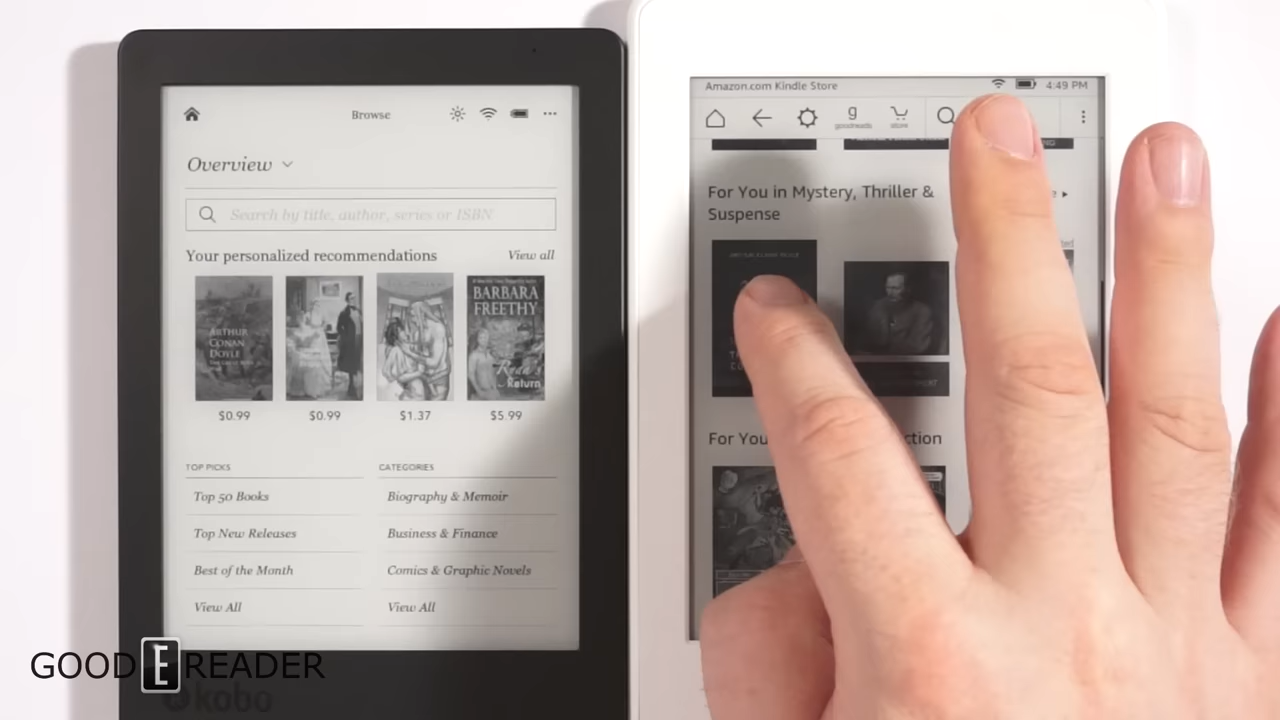 Browse
Overview
Search by title, author, series or ISBN
Your personalized recommendations View all
ARTHUR
CONAN
DOYLE
BARBARA
FREETHY
Ryan's
Return
$0.99 $0.99 $1.37 $5.99
TOP PICKS CATEGORIES
Top 50 Books Biography & Memoir
Top New Releases Business & Finance
Best of the Month Comics & Graphic Novels
View All View All
GOOD E READER
kobo
Amazon.com Kindle Store 4:49 PM
g
goodreads store
For You in Mystery, Thriller &
Suspense
For You